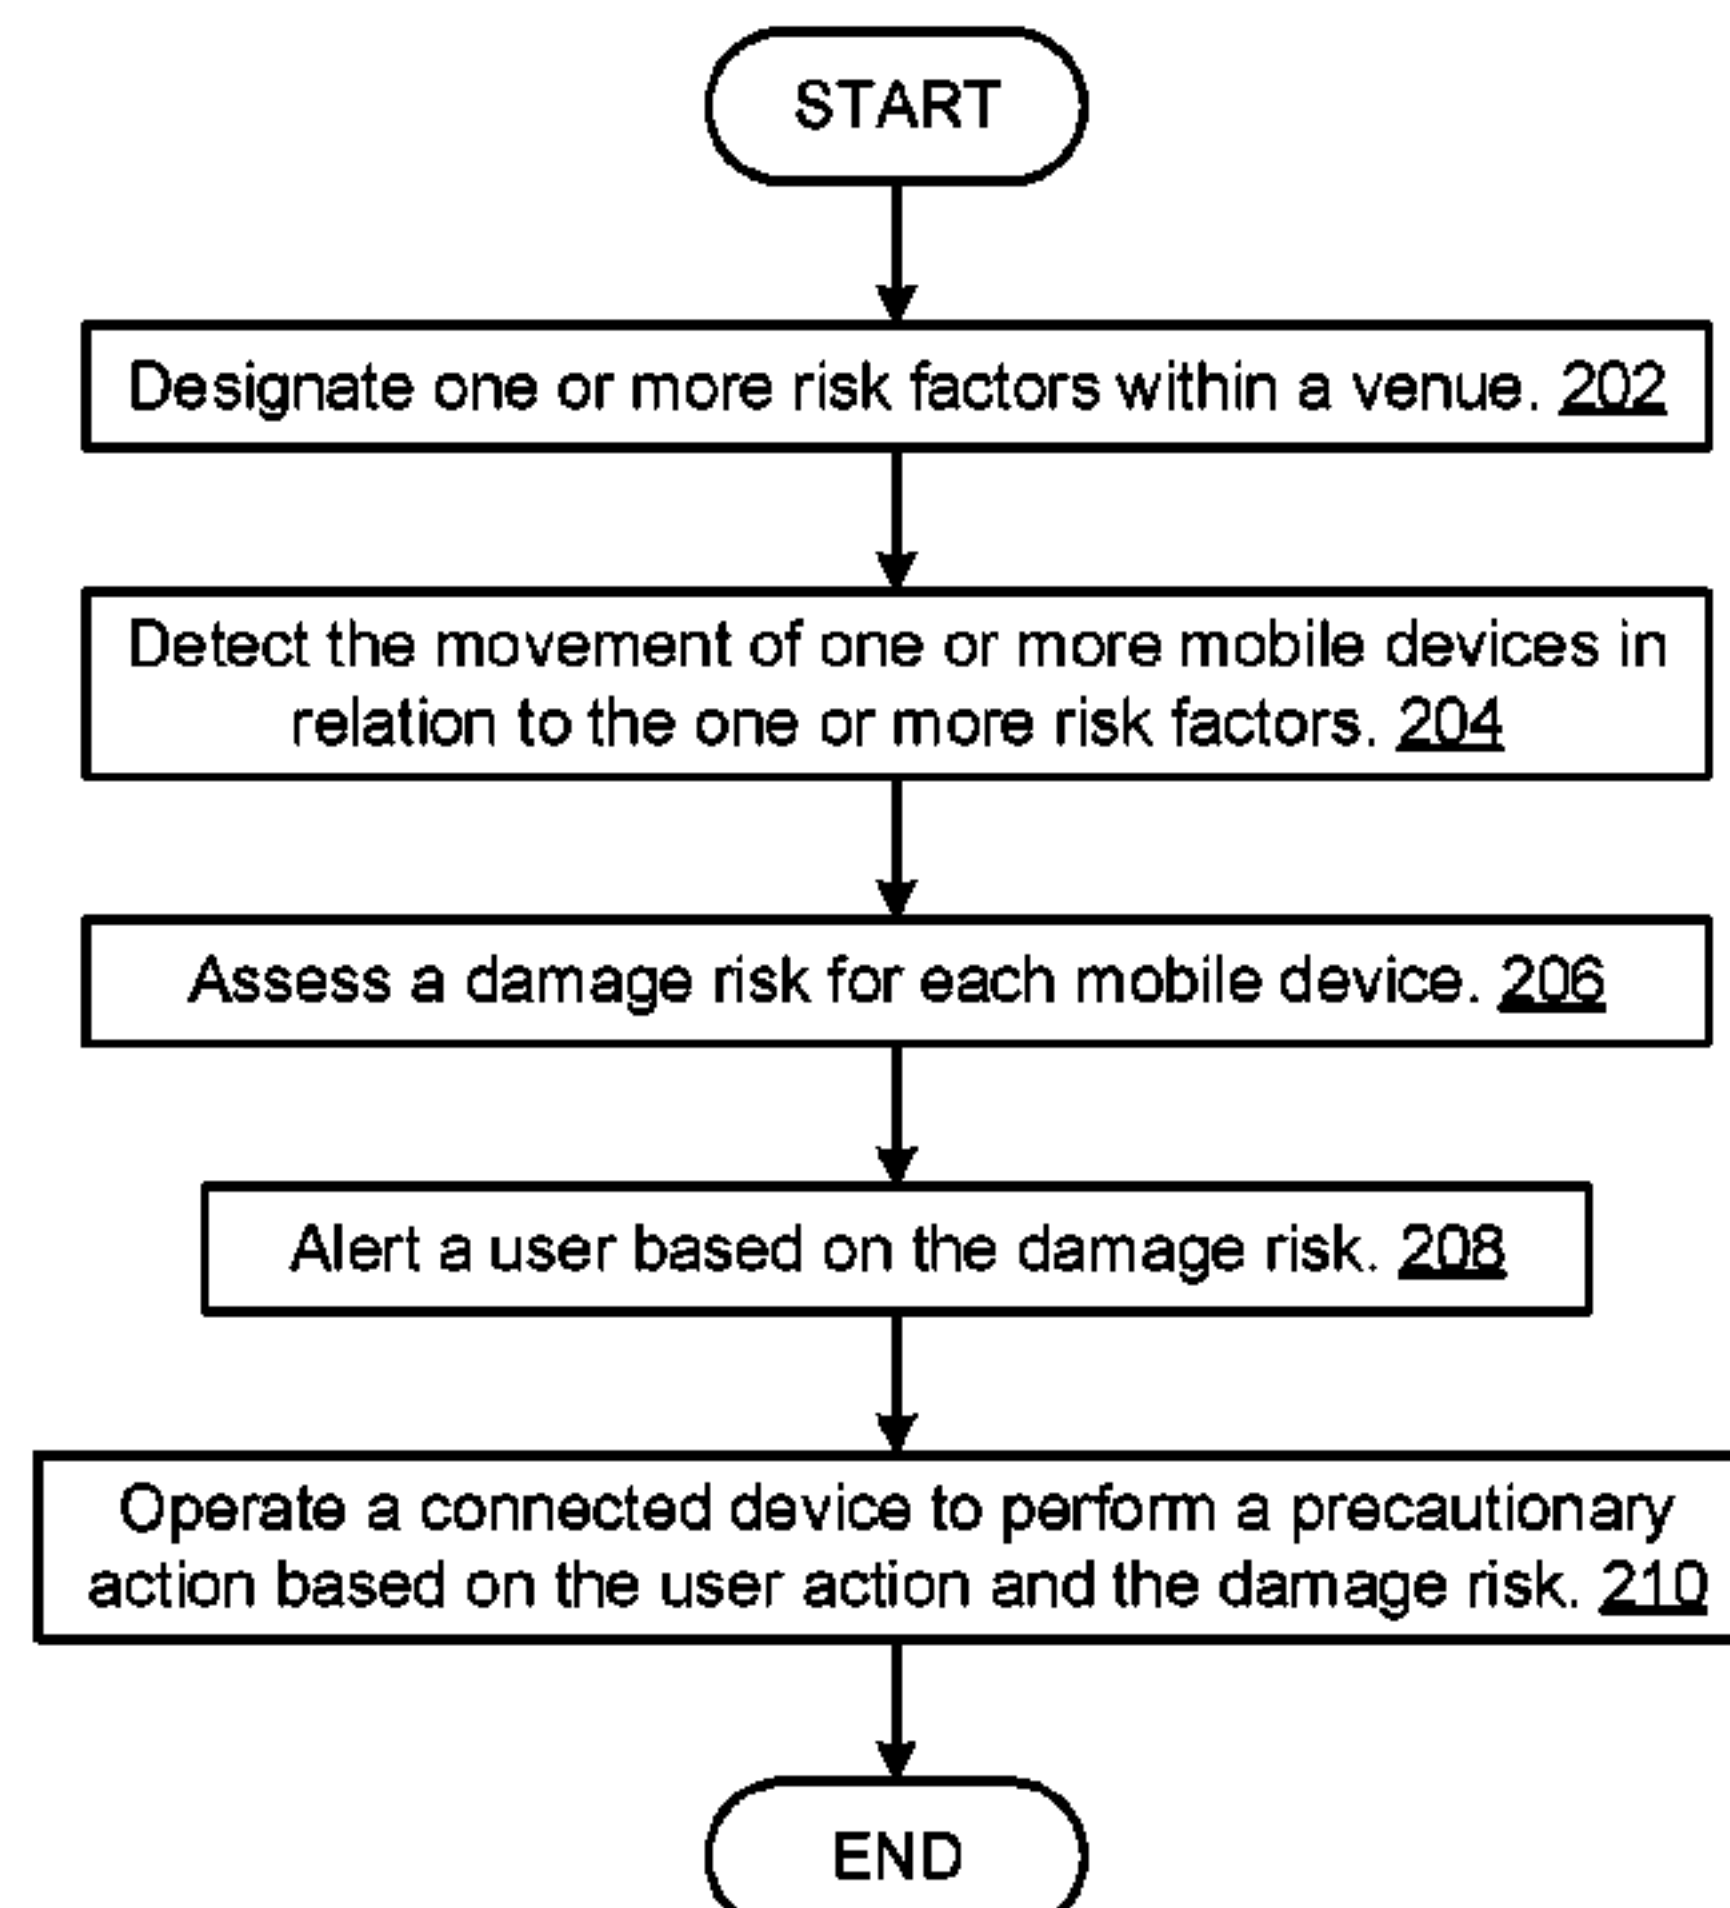 START
Designate one or more risk factors within a venue. 202
Detect the movement of one or more mobile devices in
relation to the one or more risk factors. 204
Assess a damage risk for each mobile device. 206
Alert a user based on the damage risk. 208
Operate a connected device to perform a precautionary
action based on the user action and the damage risk. 210
END